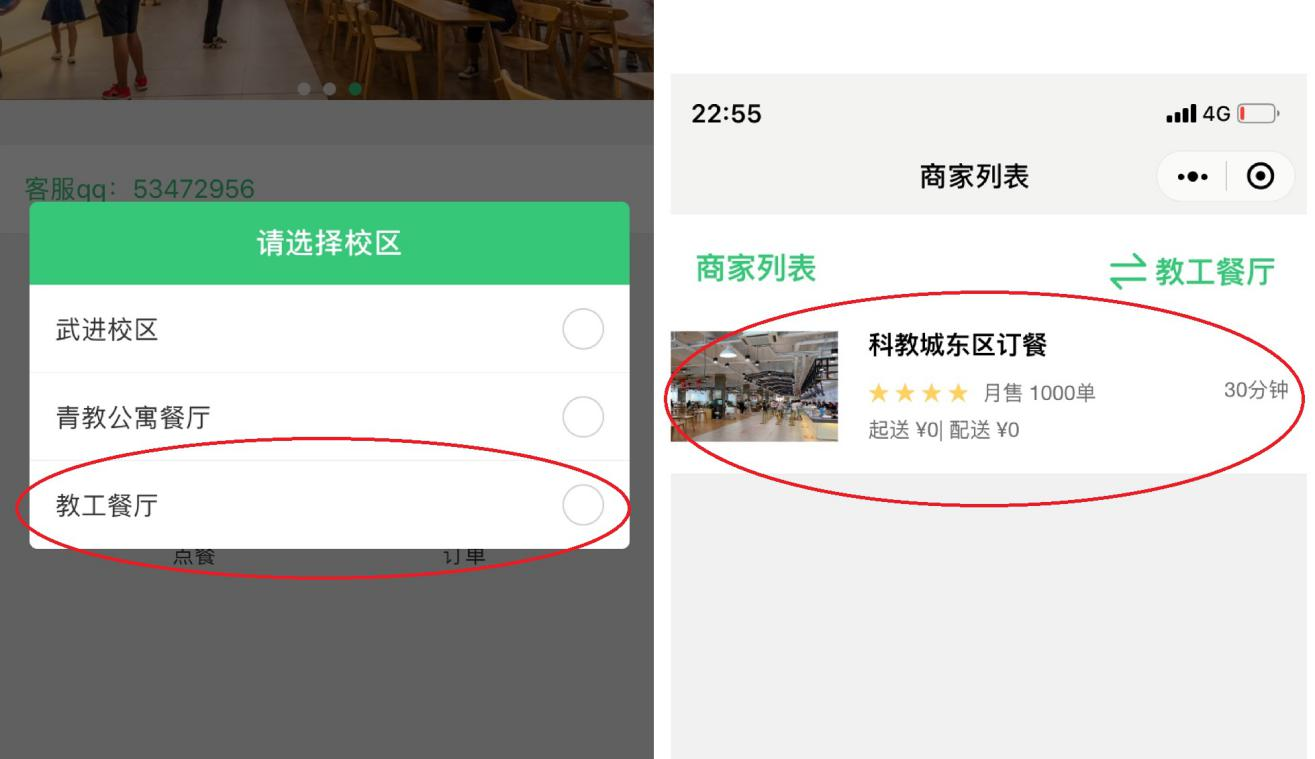 客服qq：53472956
请选择校区
武进校区
青教公寓餐厅
教工餐厅
点餐
订单
22:55
4G
商家列表
商家列表
教工餐厅
科教城东区订餐
月售 1000单
30分钟
起送 ¥0| 配送 ¥0